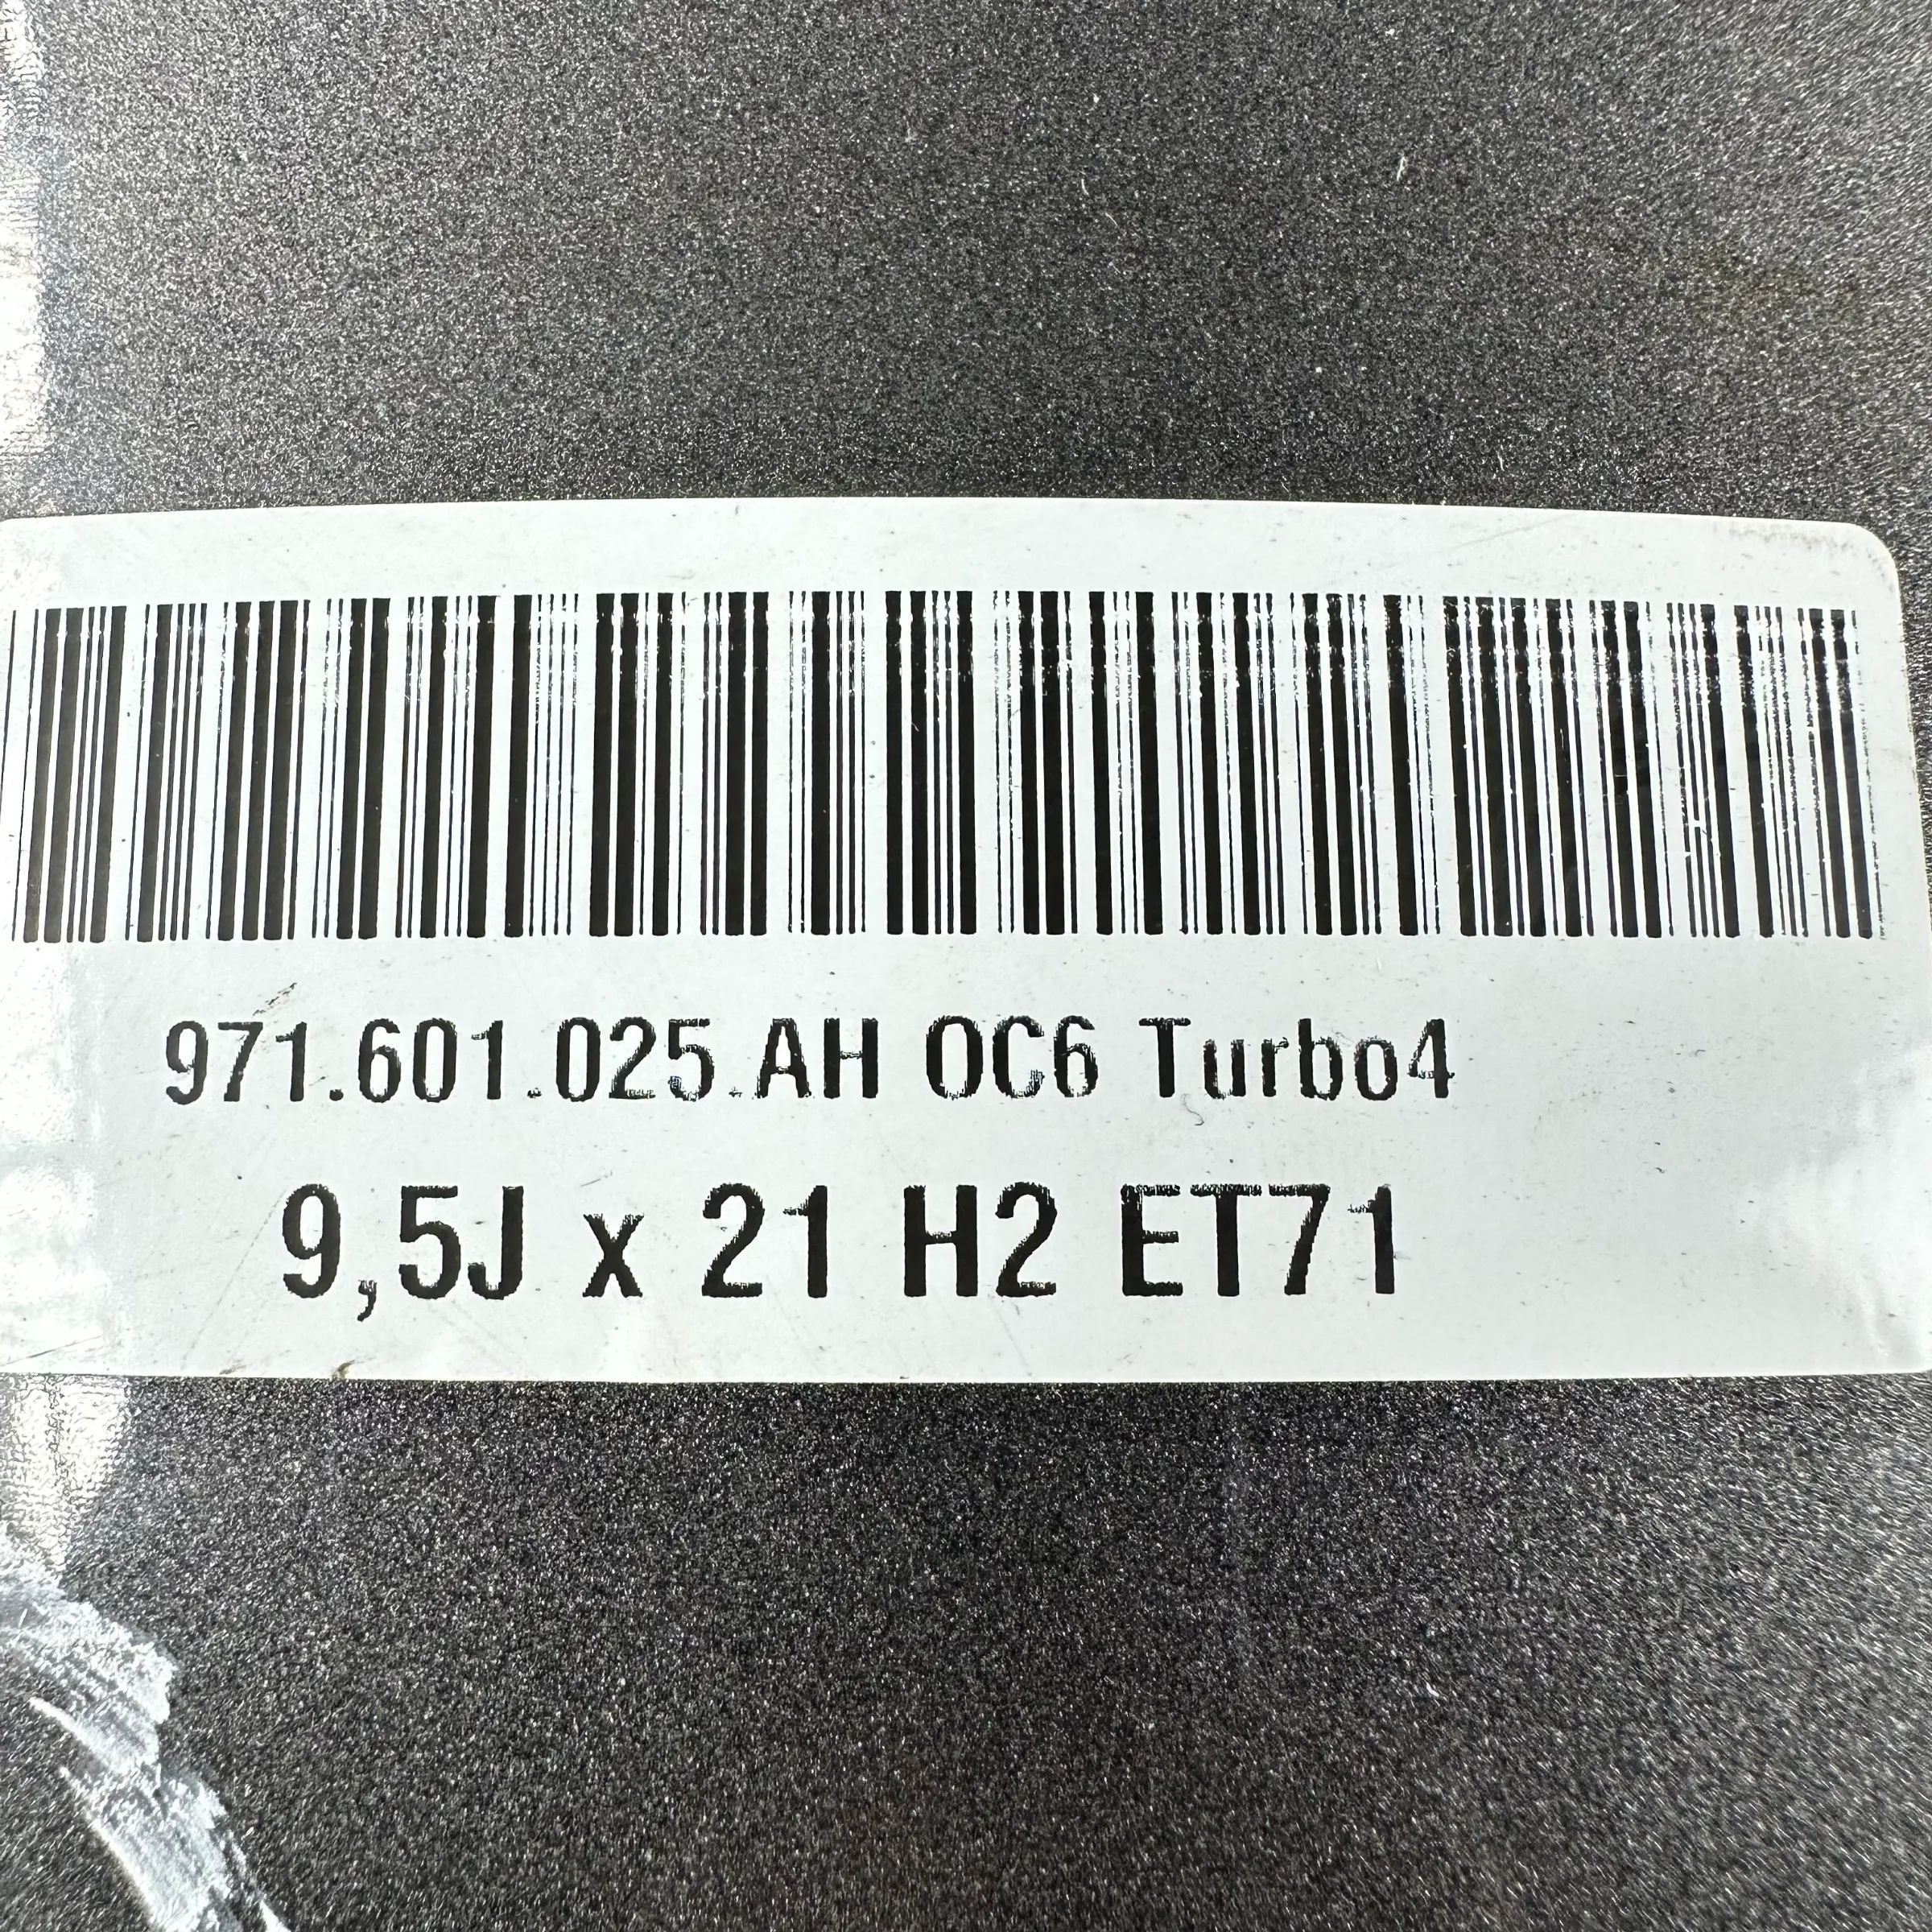 971.601.025.AH OC6 Turbo4
9,5J x 21 H2 ET71